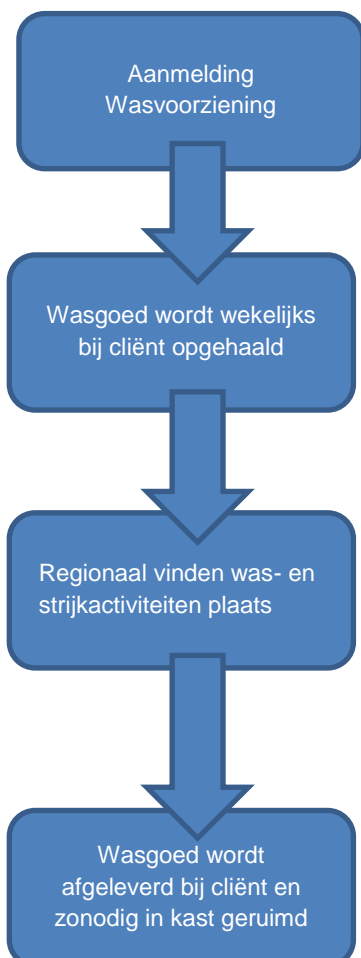 Aanmelding
Wasvoorziening
Wasgoed wordt wekelijks
bij cliënt opgehaald
Regionaal vinden was- en
strijkactiviteiten plaats
Wasgoed wordt
afgeleverd bij cliënt en
zonodig in kast geruimd